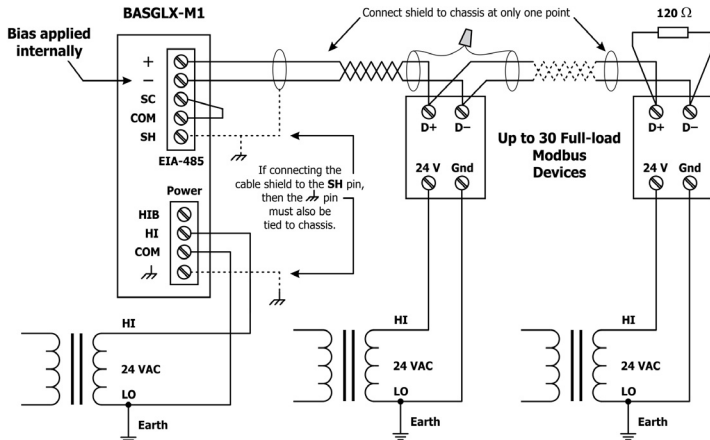 BASGLX-M1
Connect shield to chassis at only one point
120 Ω
Bias applied
internally
+
−
SC
COM
SH
EIA-485
D+ D−
D+ D−
Up to 30 Full-load
Modbus
Devices
If connecting the
cable shield to the SH pin,
then the pin
must also be
tied to chassis.
24 V Gnd
24 V Gnd
Power
HIB
HI
COM
HI
24 VAC
LO
Earth
HI
24 VAC
LO
Earth
HI
24 VAC
LO
Earth